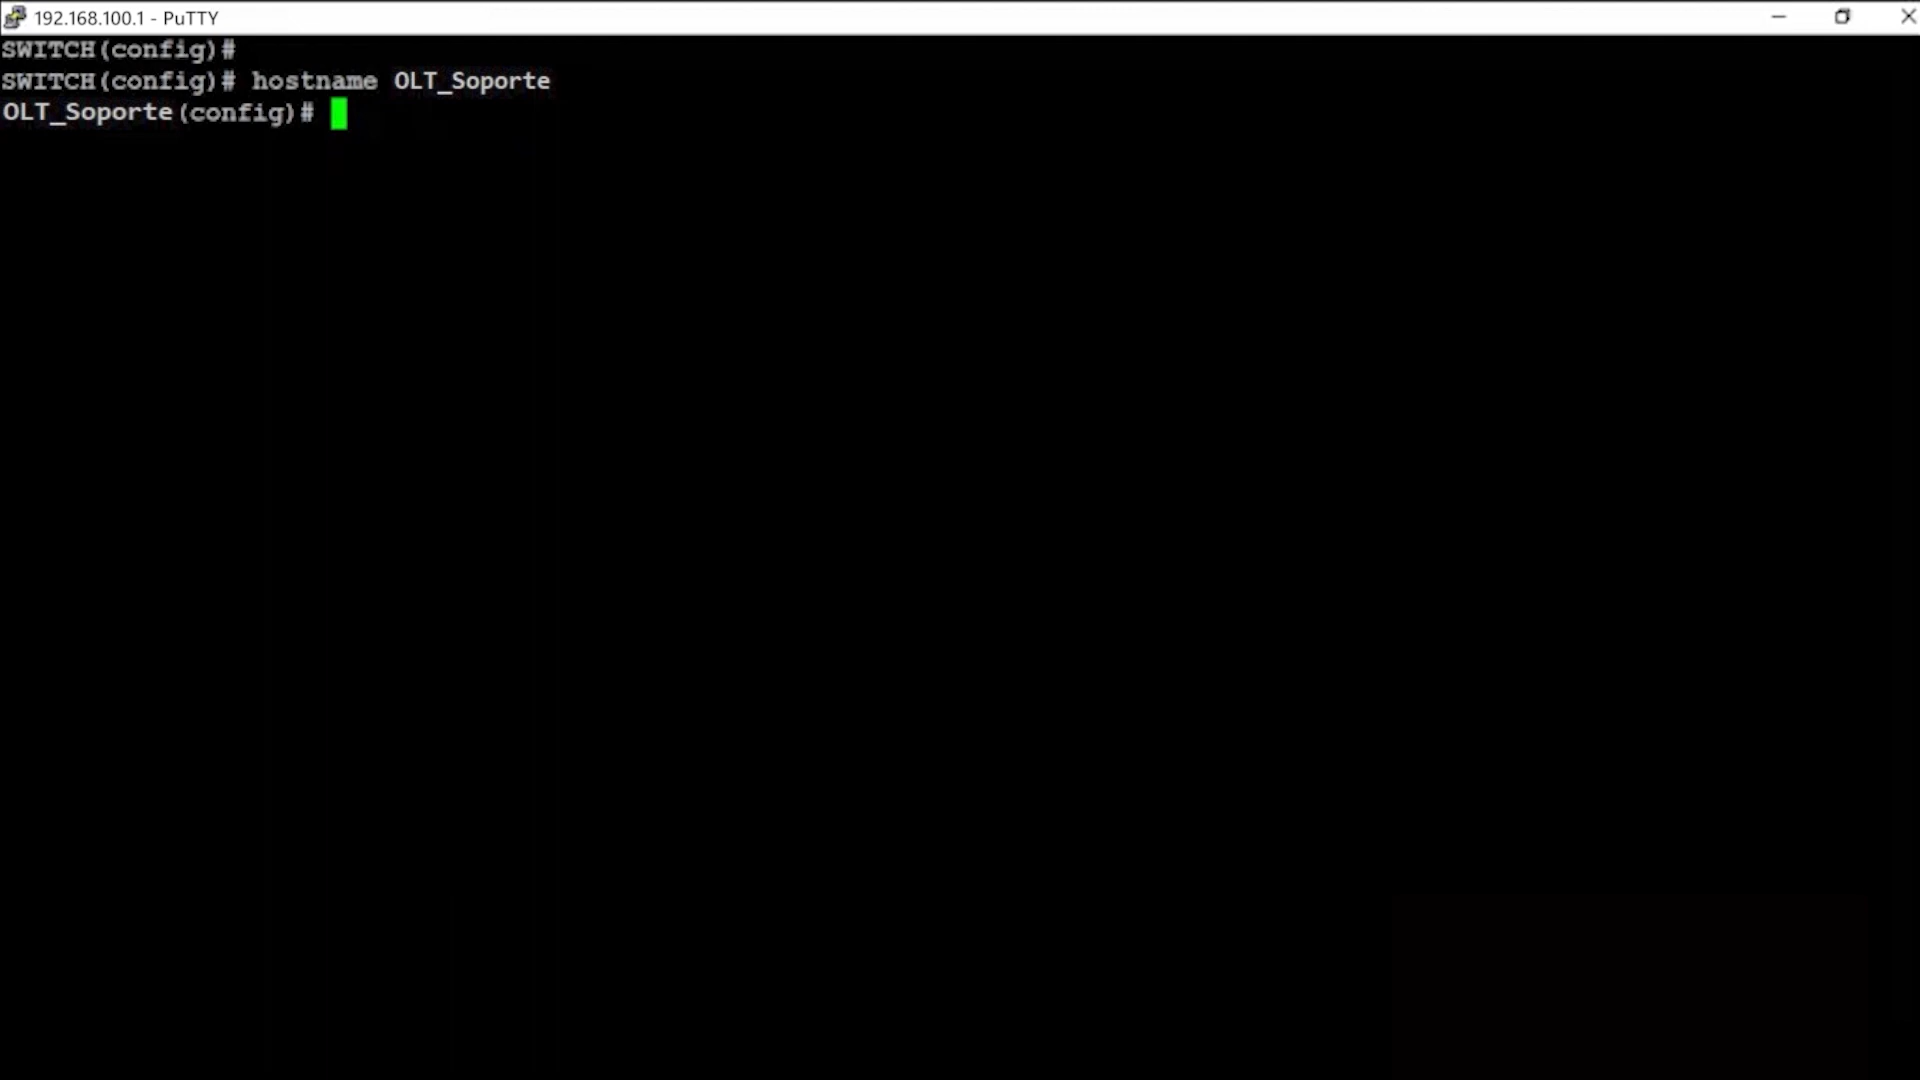 192.168.100.1 - PuTTY
SWITCH(config)#
SWITCH(config)# hostname OLT_Soporte
OLT_Soporte(config)#